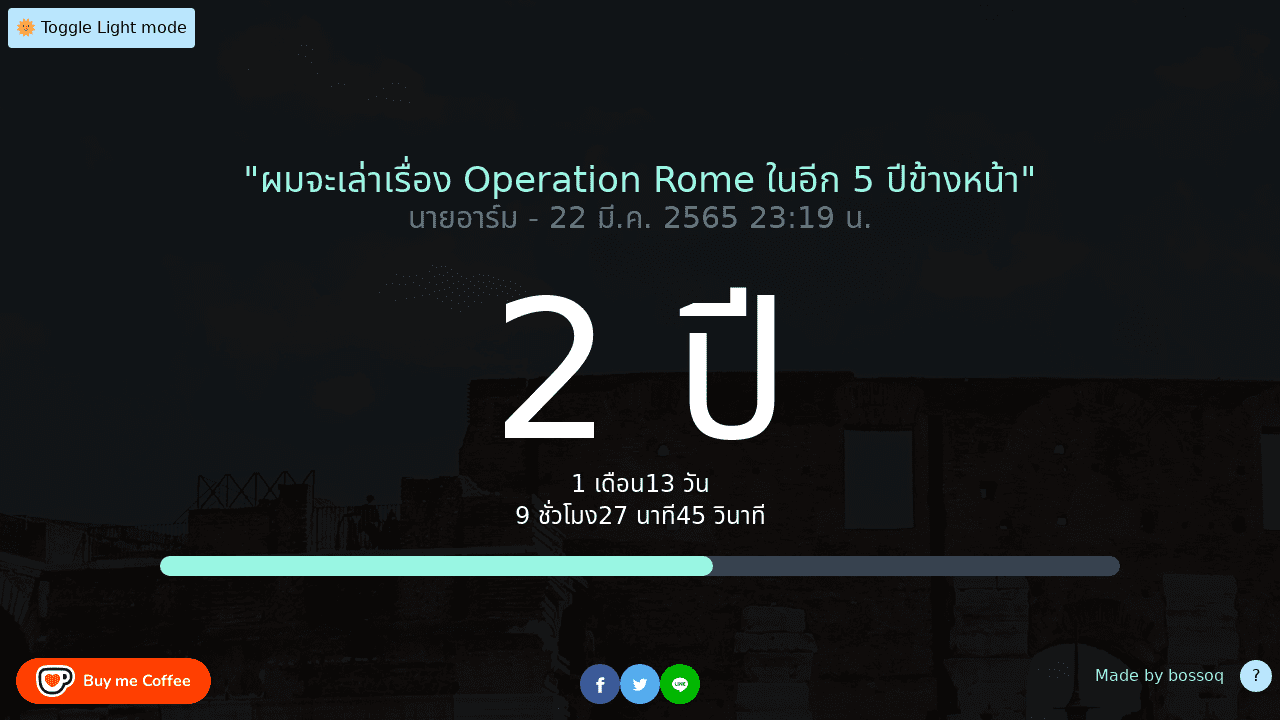 🌞 Toggle Light mode
"ผมจะเล่าเรื่อง Operation Rome ในอีก 5 ปีข้างหน้า"
นายอาร์ม - 22 มี.ค. 2565 23:19 น.
2 ปี
1 เดือน13 วัน
9 ชั่วโมง27 นาที45 วินาที
Buy me Coffee
LINE
Made by bossoq
?